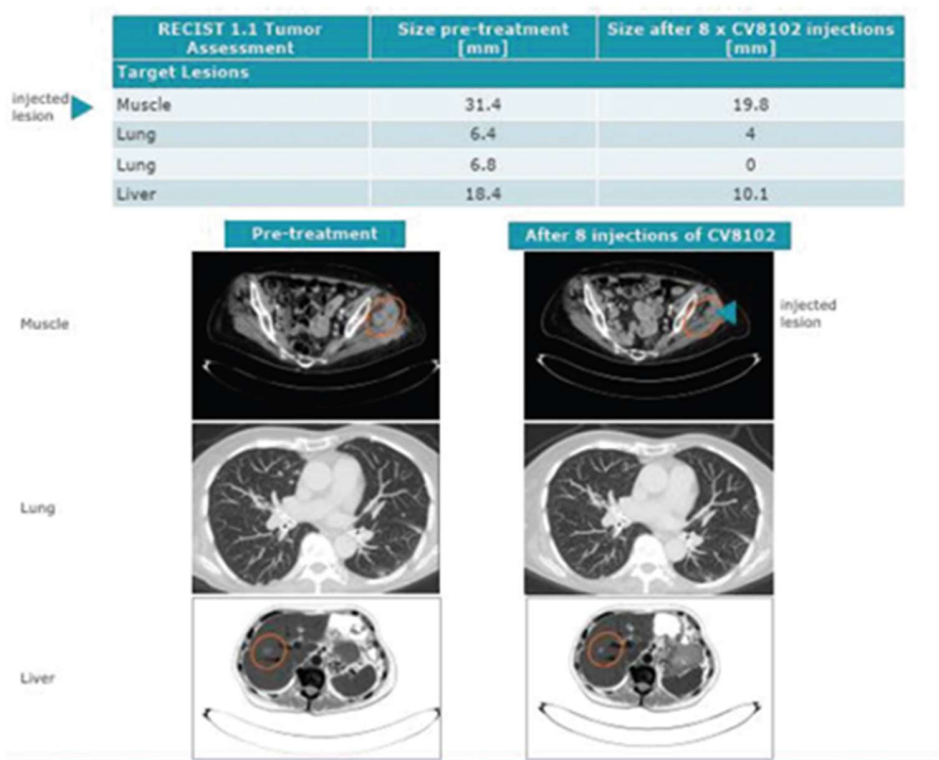 RECIST 1.1 Tumor Assessment Size pre-treatment [mm] Size after 8 x CV8102 injections [mm]
Target Lesions
injected lesion Muscle 31.4 19.8
Lung 6.4 4
Lung 6.8 0
Liver 18.4 10.1
Pre-treatment After 8 injections of CV8102
Muscle
injected
lesion
Lung
Liver